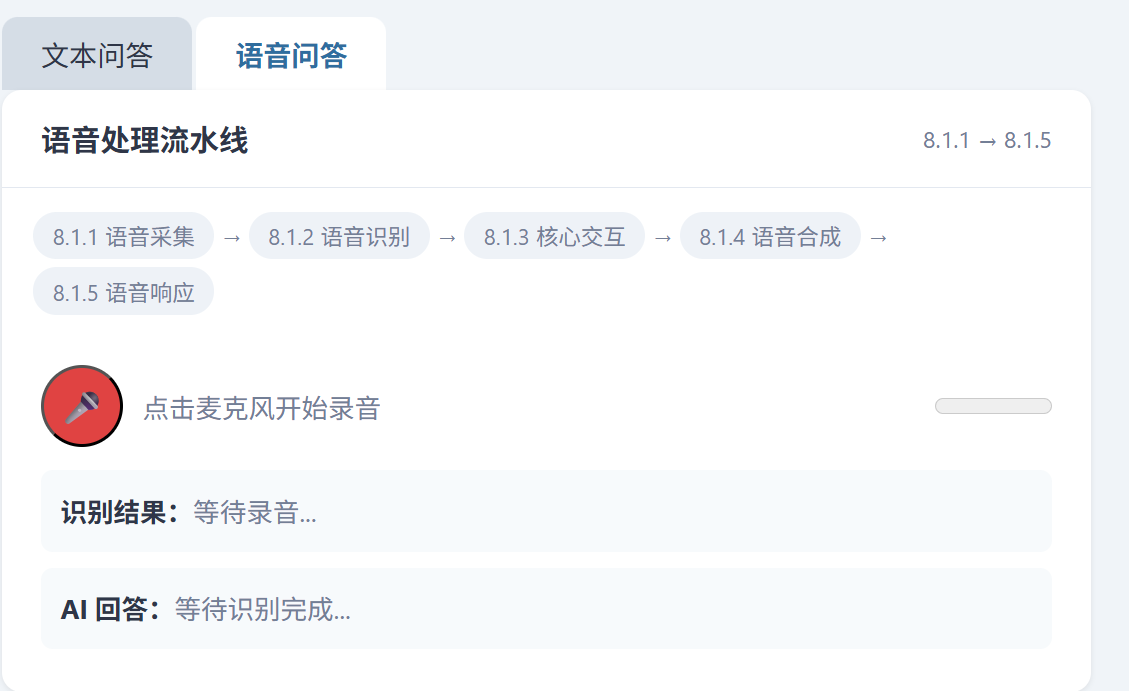 文本问答 语音问答
语音处理流水线 8.1.1 → 8.1.5
8.1.1 语音采集 → 8.1.2 语音识别 → 8.1.3 核心交互 → 8.1.4 语音合成 →
8.1.5 语音响应
点击麦克风开始录音
识别结果：等待录音...
AI 回答：等待识别完成...